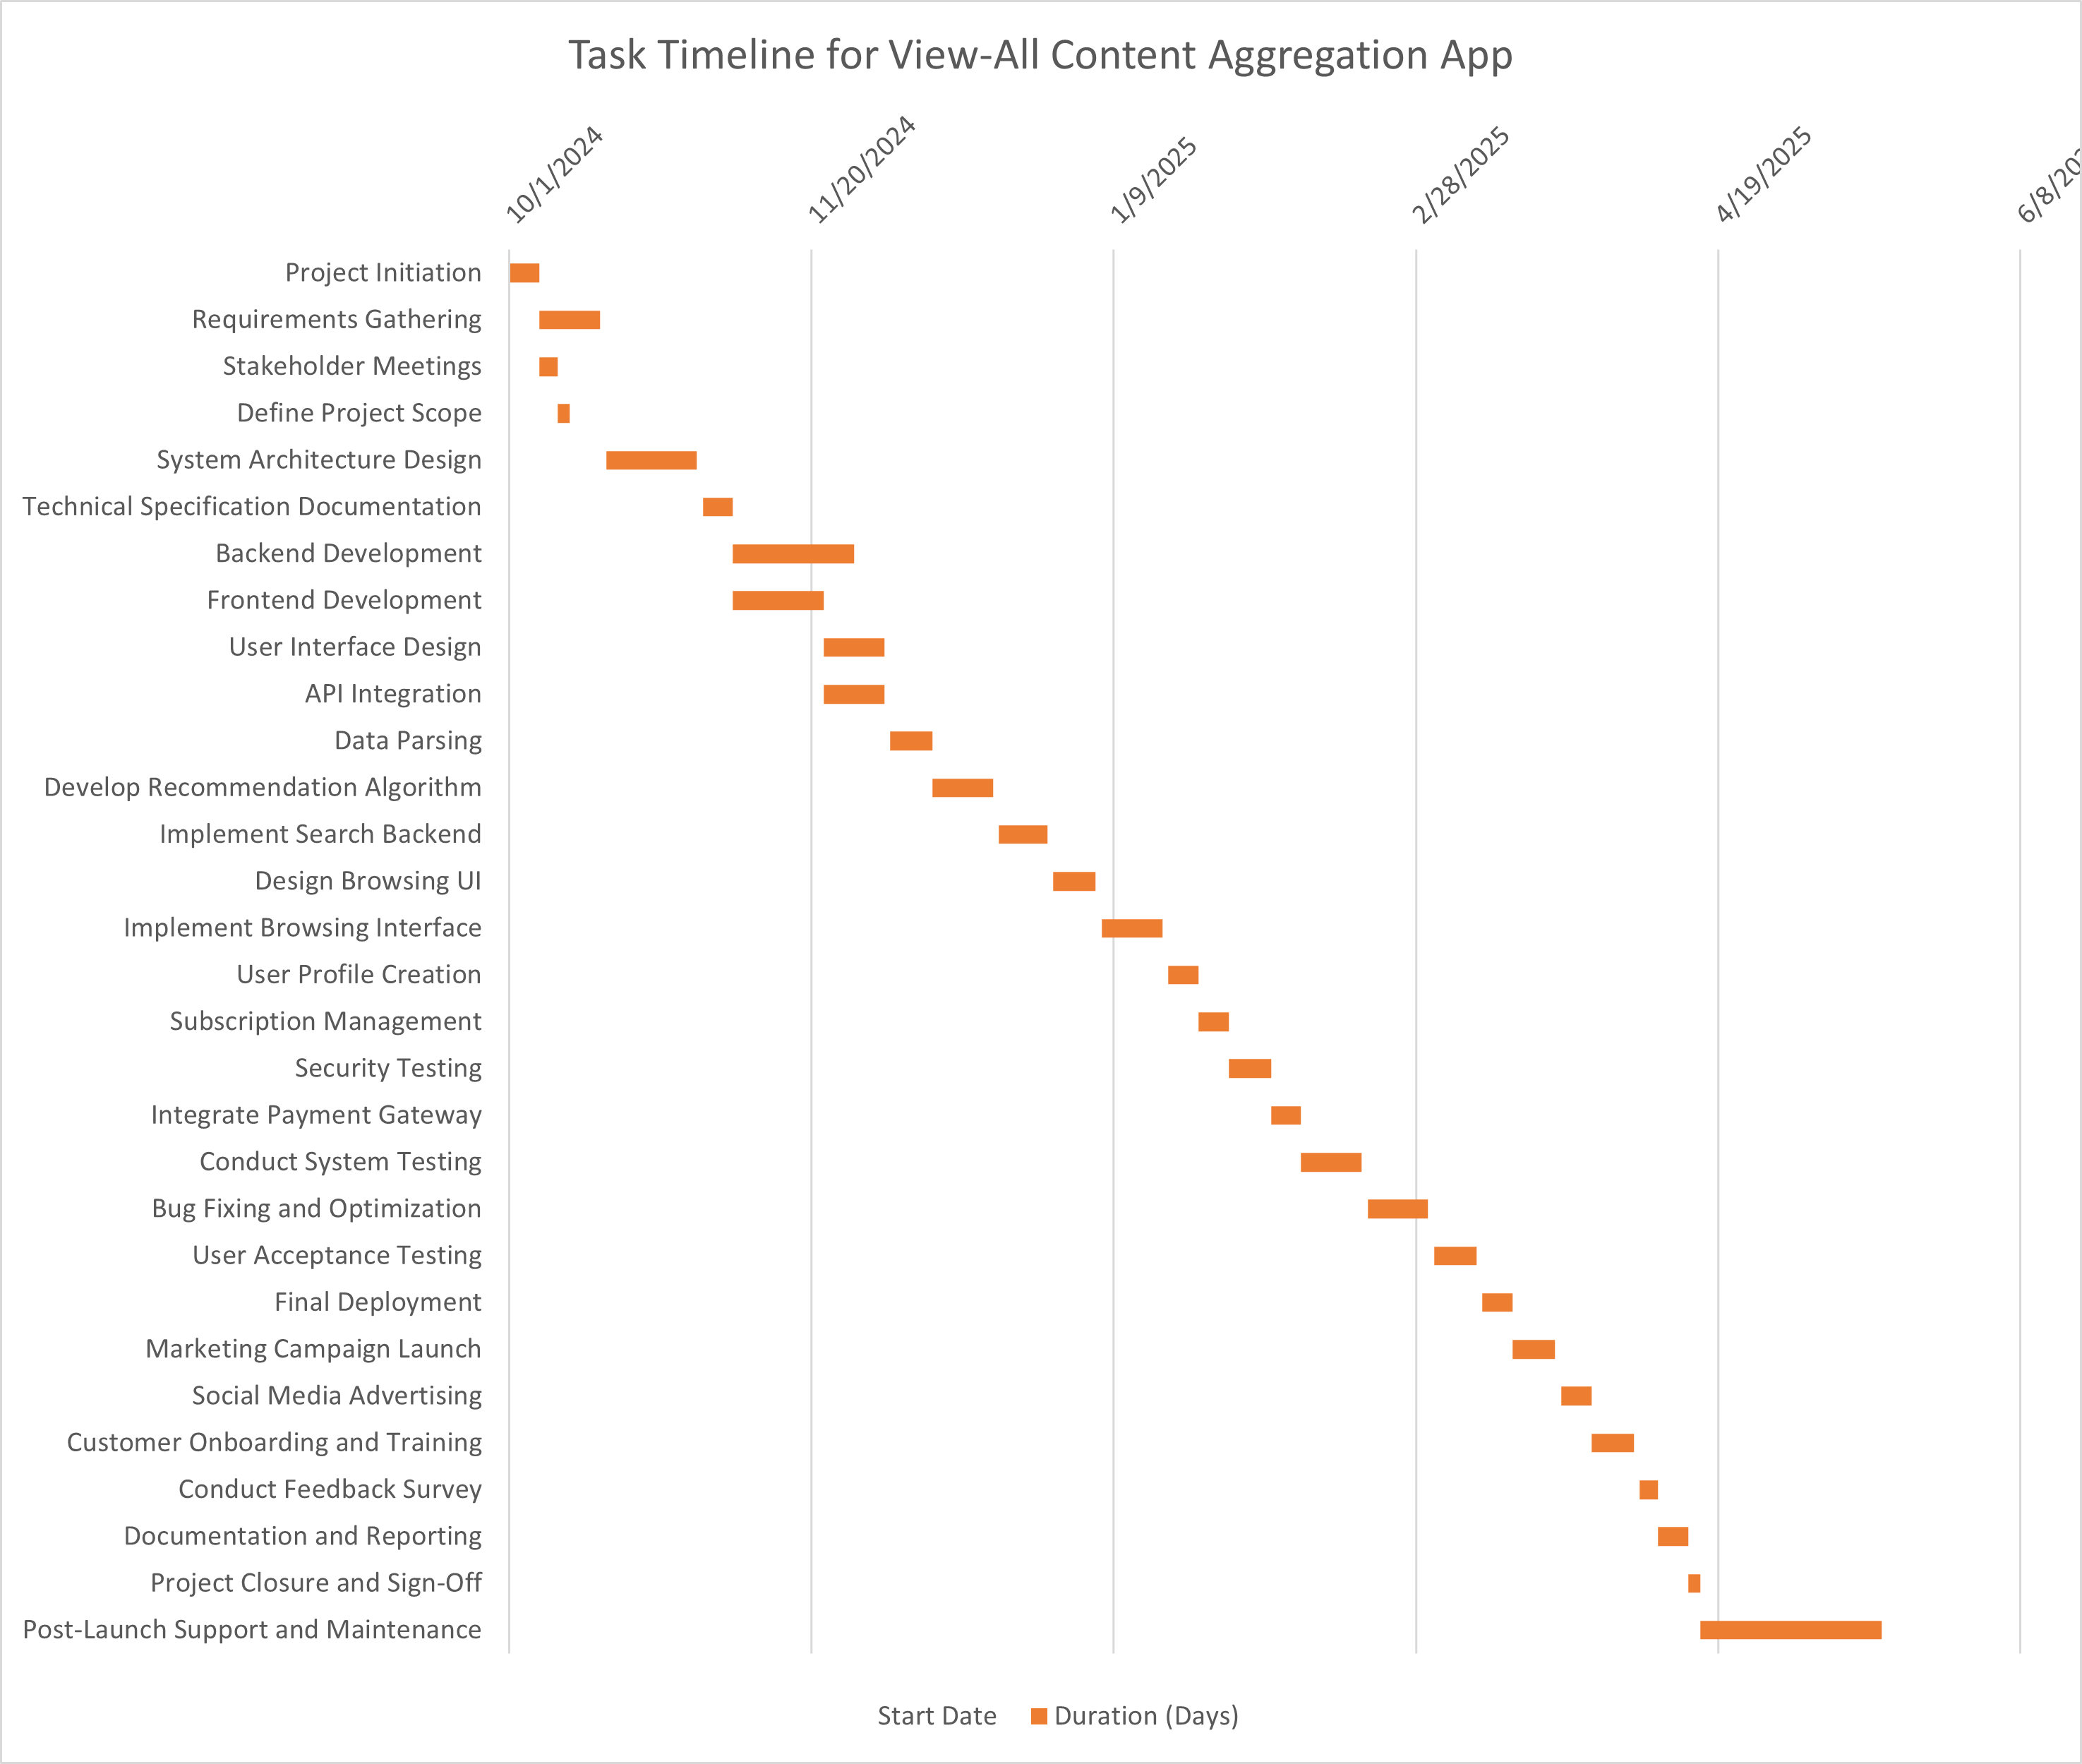 Task Timeline for View-All Content Aggregation App
10/1/2024
11/20/2024
1/9/2025
2/28/2025
4/19/2025
Project Initiation
Requirements Gathering
Stakeholder Meetings
Define Project Scope
System Architecture Design
Technical Specification Documentation
Backend Development
Frontend Development
User Interface Design
API Integration
Data Parsing
Develop Recommendation Algorithm
Implement Search Backend
Design Browsing UI
Implement Browsing Interface
User Profile Creation
Subscription Management
Security Testing
Integrate Payment Gateway
Conduct System Testing
Bug Fixing and Optimization
User Acceptance Testing
Final Deployment
Marketing Campaign Launch
Social Media Advertising
Customer Onboarding and Training
Conduct Feedback Survey
Documentation and Reporting
Project Closure and Sign-Off
Post-Launch Support and Maintenance
Start Date
Duration (Days)